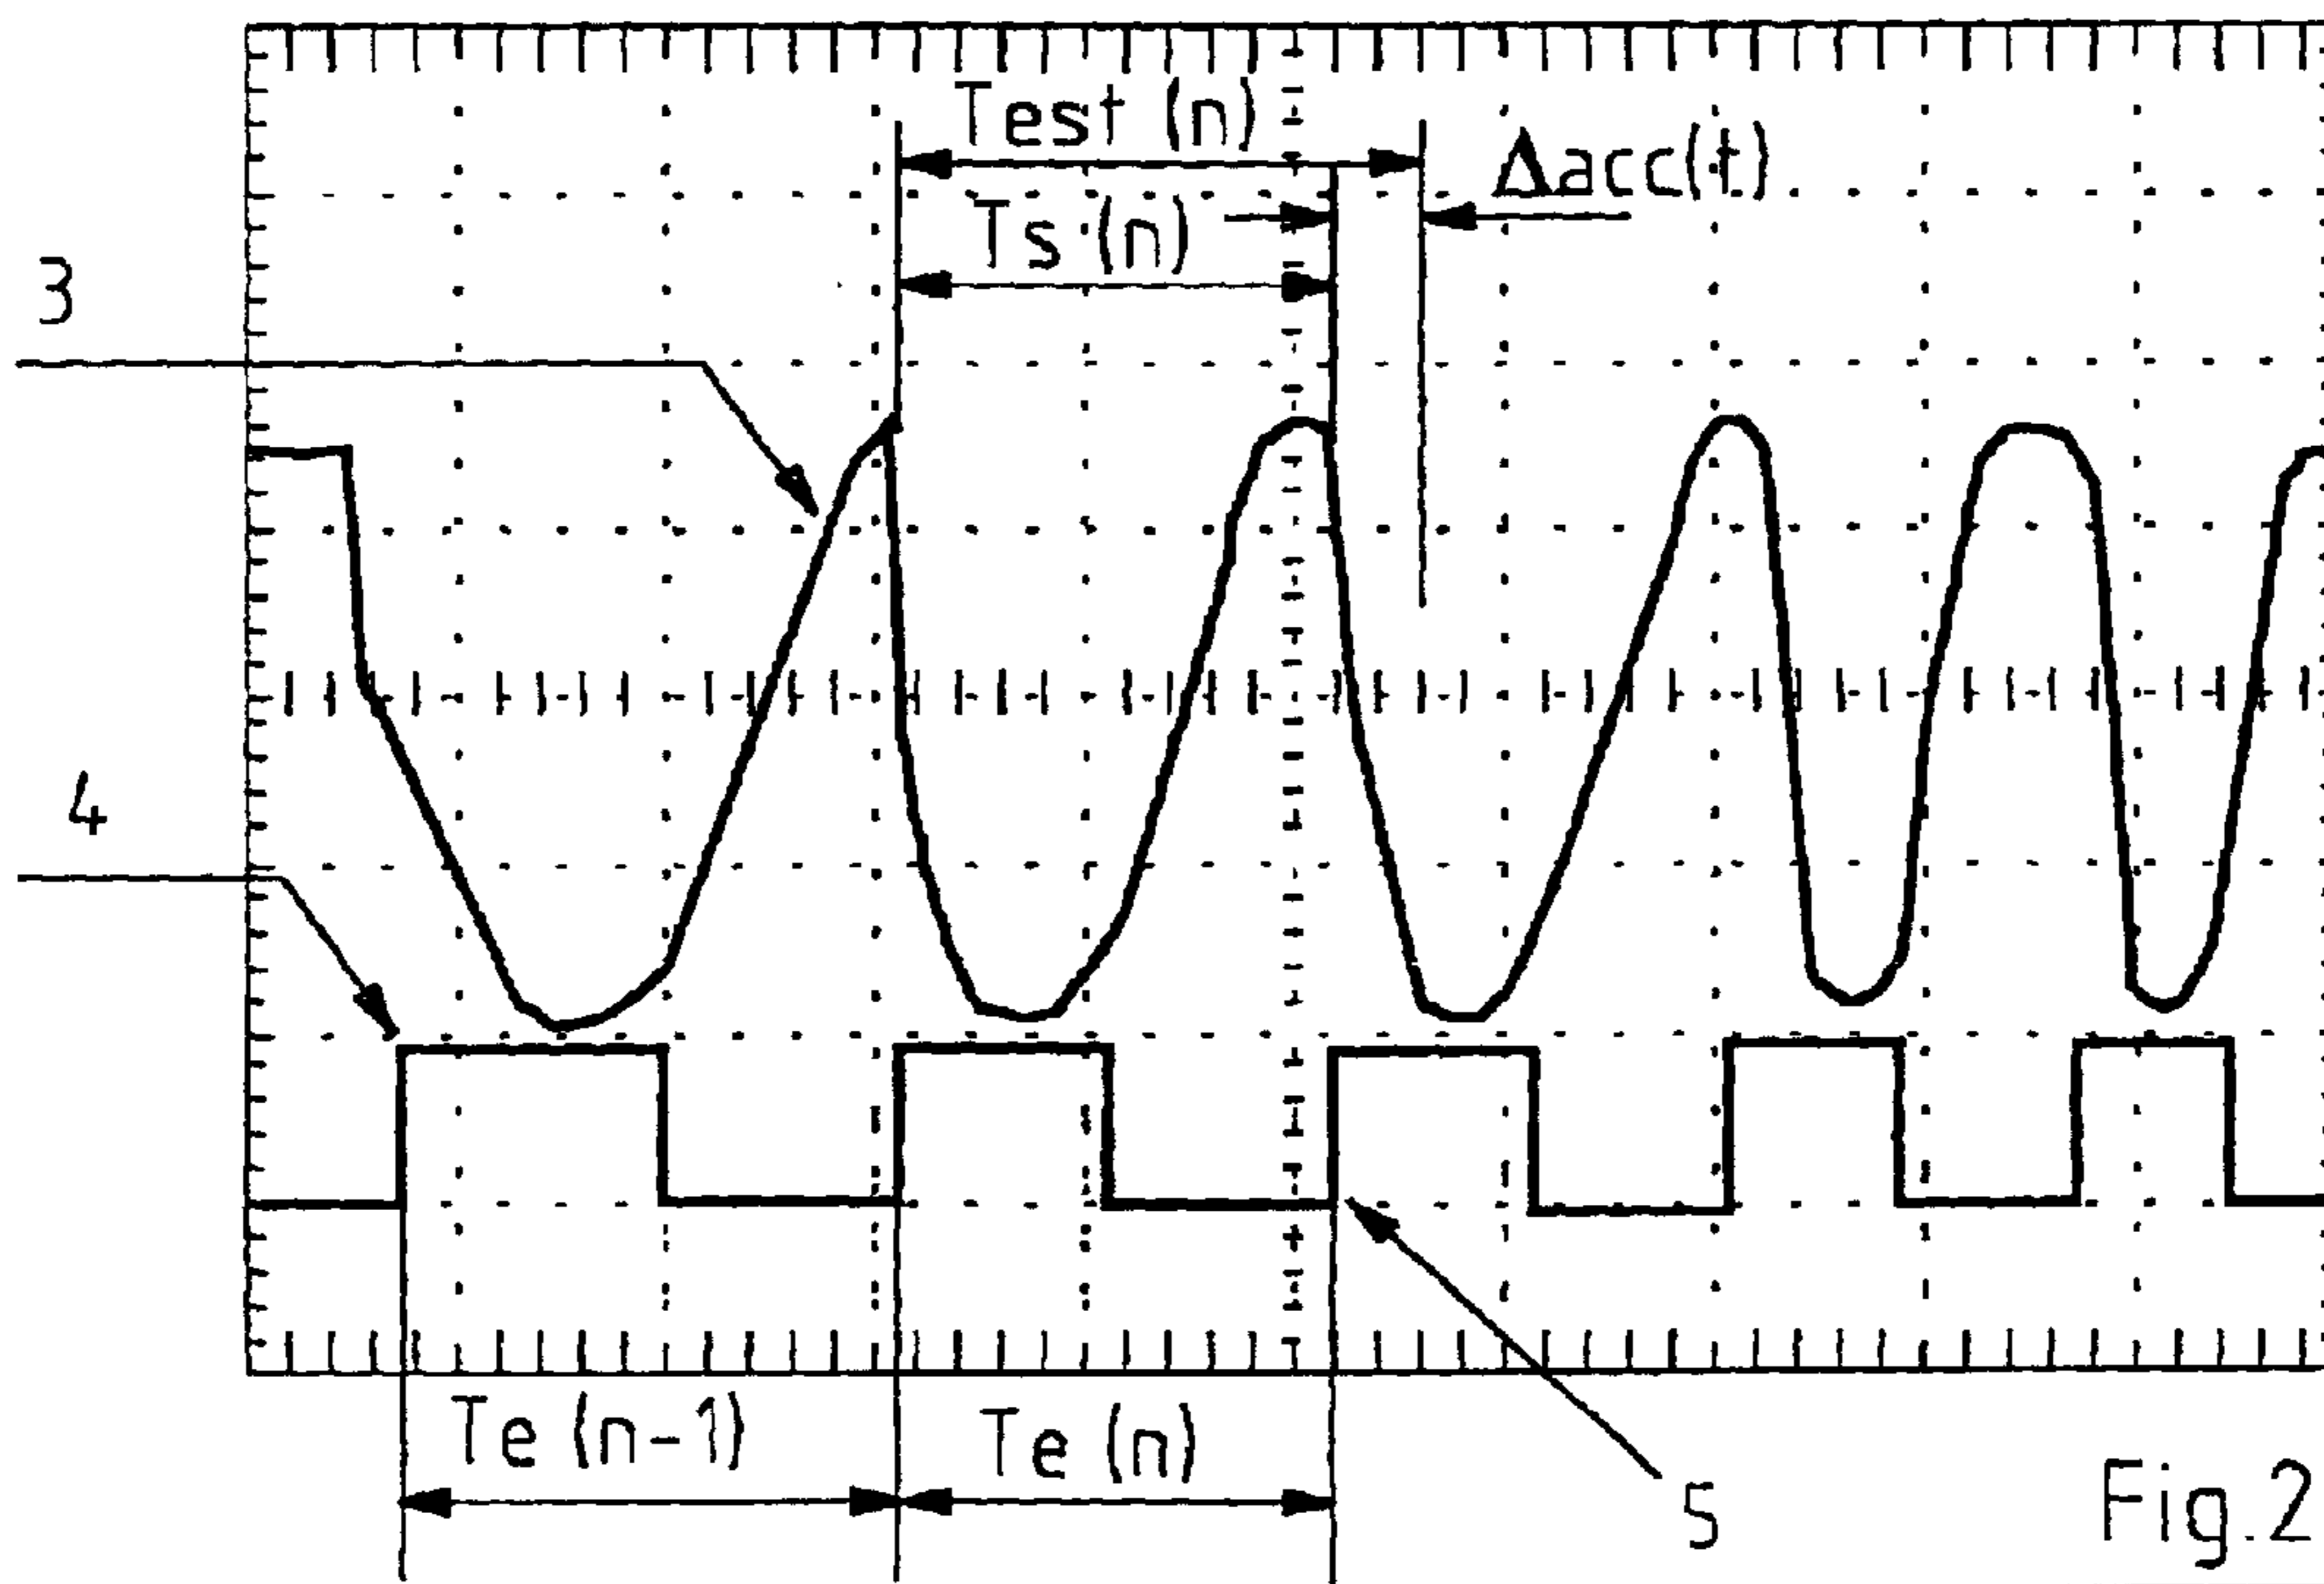 Test (n)
Δacc(t)
Ts (n)
3
4
Te (n-1)
Te (n)
5
Fig.2